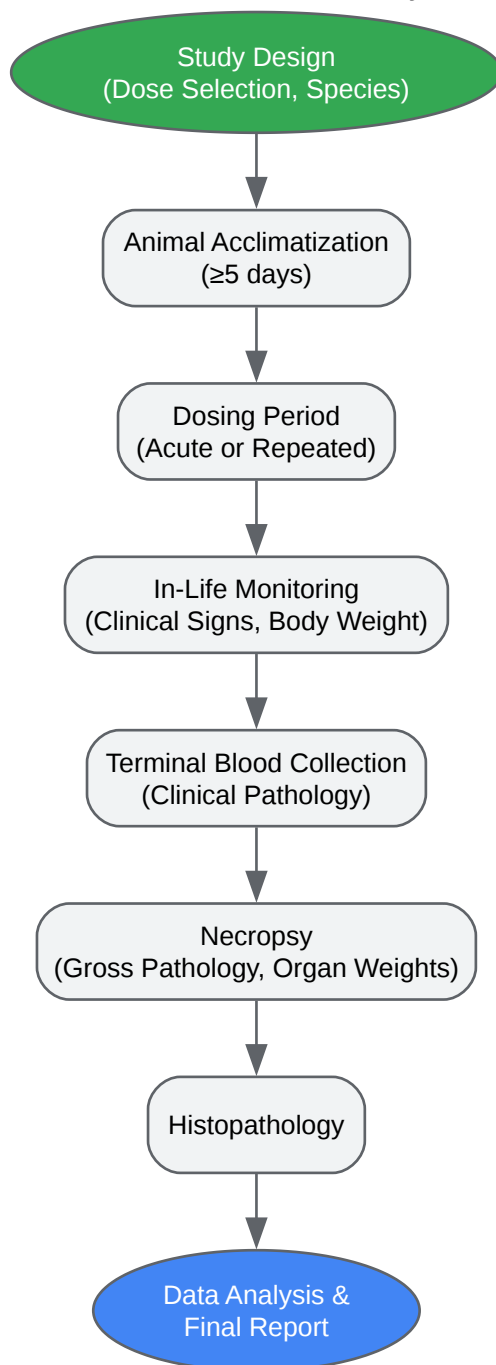 Study Design
(Dose Selection, Species)
Animal Acclimatization
(≥5 days)
Dosing Period
(Acute or Repeated)
In-Life Monitoring
(Clinical Signs, Body Weight)
Terminal Blood Collection
(Clinical Pathology)
Necropsy
(Gross Pathology, Organ Weights)
Histopathology
Data Analysis &
Final Report